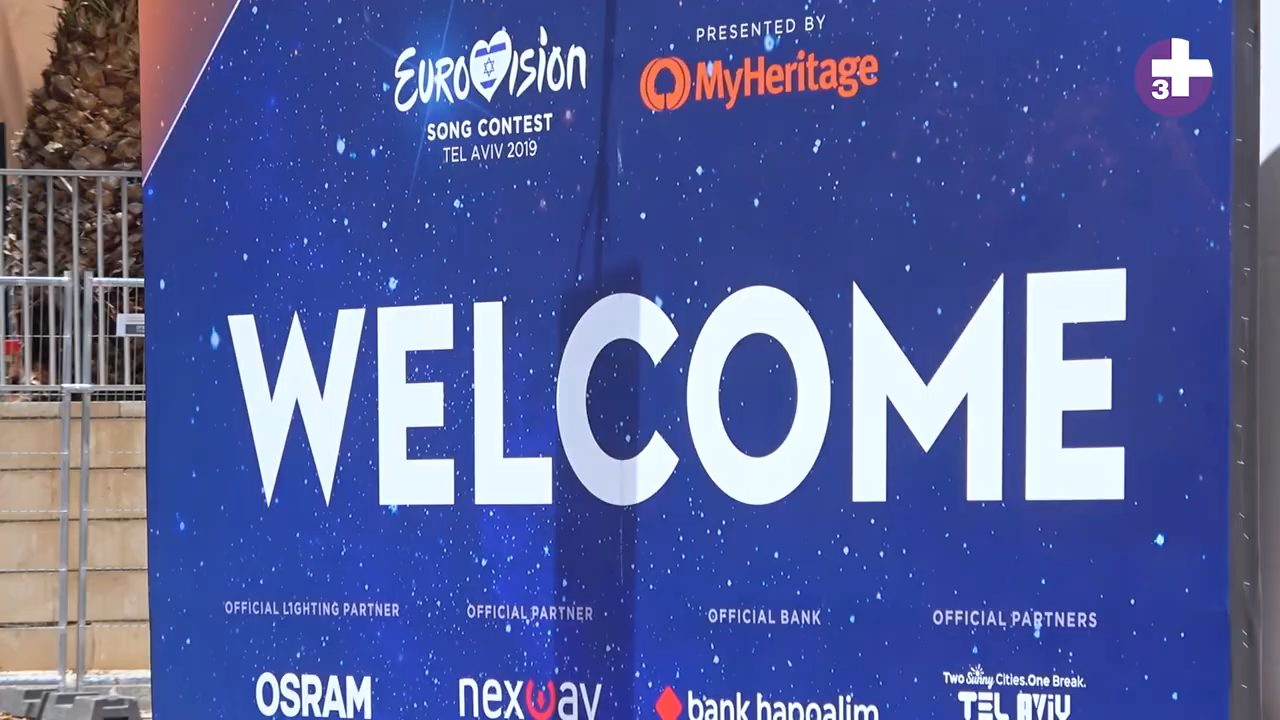 EUROVISION
SONG CONTEST
TEL AVIV 2019
PRESENTED BY
MyHeritage
3
WELCOME
OFFICIAL LIGHTING PARTNER
OSRAM
OFFICIAL PARTNER
nexway
OFFICIAL BANK
bank hapoalim
OFFICIAL PARTNERS
Two Sunny Cities.One Break.
TEL AVIV